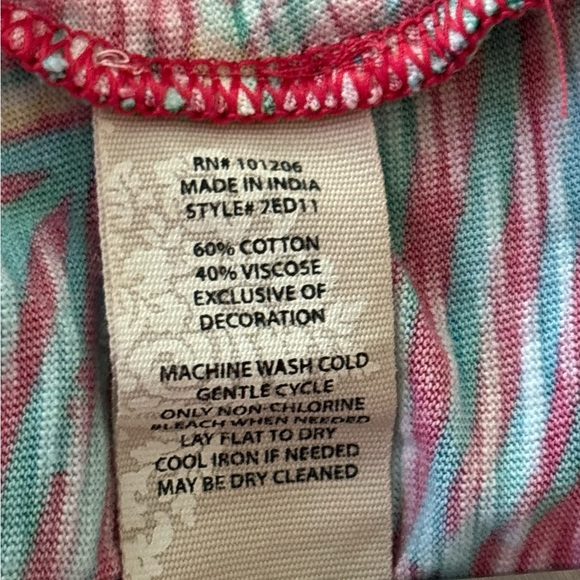 RN# 101206
MADE IN INDIA
STYLE# 2ED11
60% COTTON
40% VISCOSE
EXCLUSIVE OF
DECORATION
MACHINE WASH COLD
GENTLE CYCLE
ONLY NON-CHLORINE
BLEACH WHEN NEEDED
LAY FLAT TO DRY
COOL IRON IF NEEDED
MAY BE DRY CLEANED